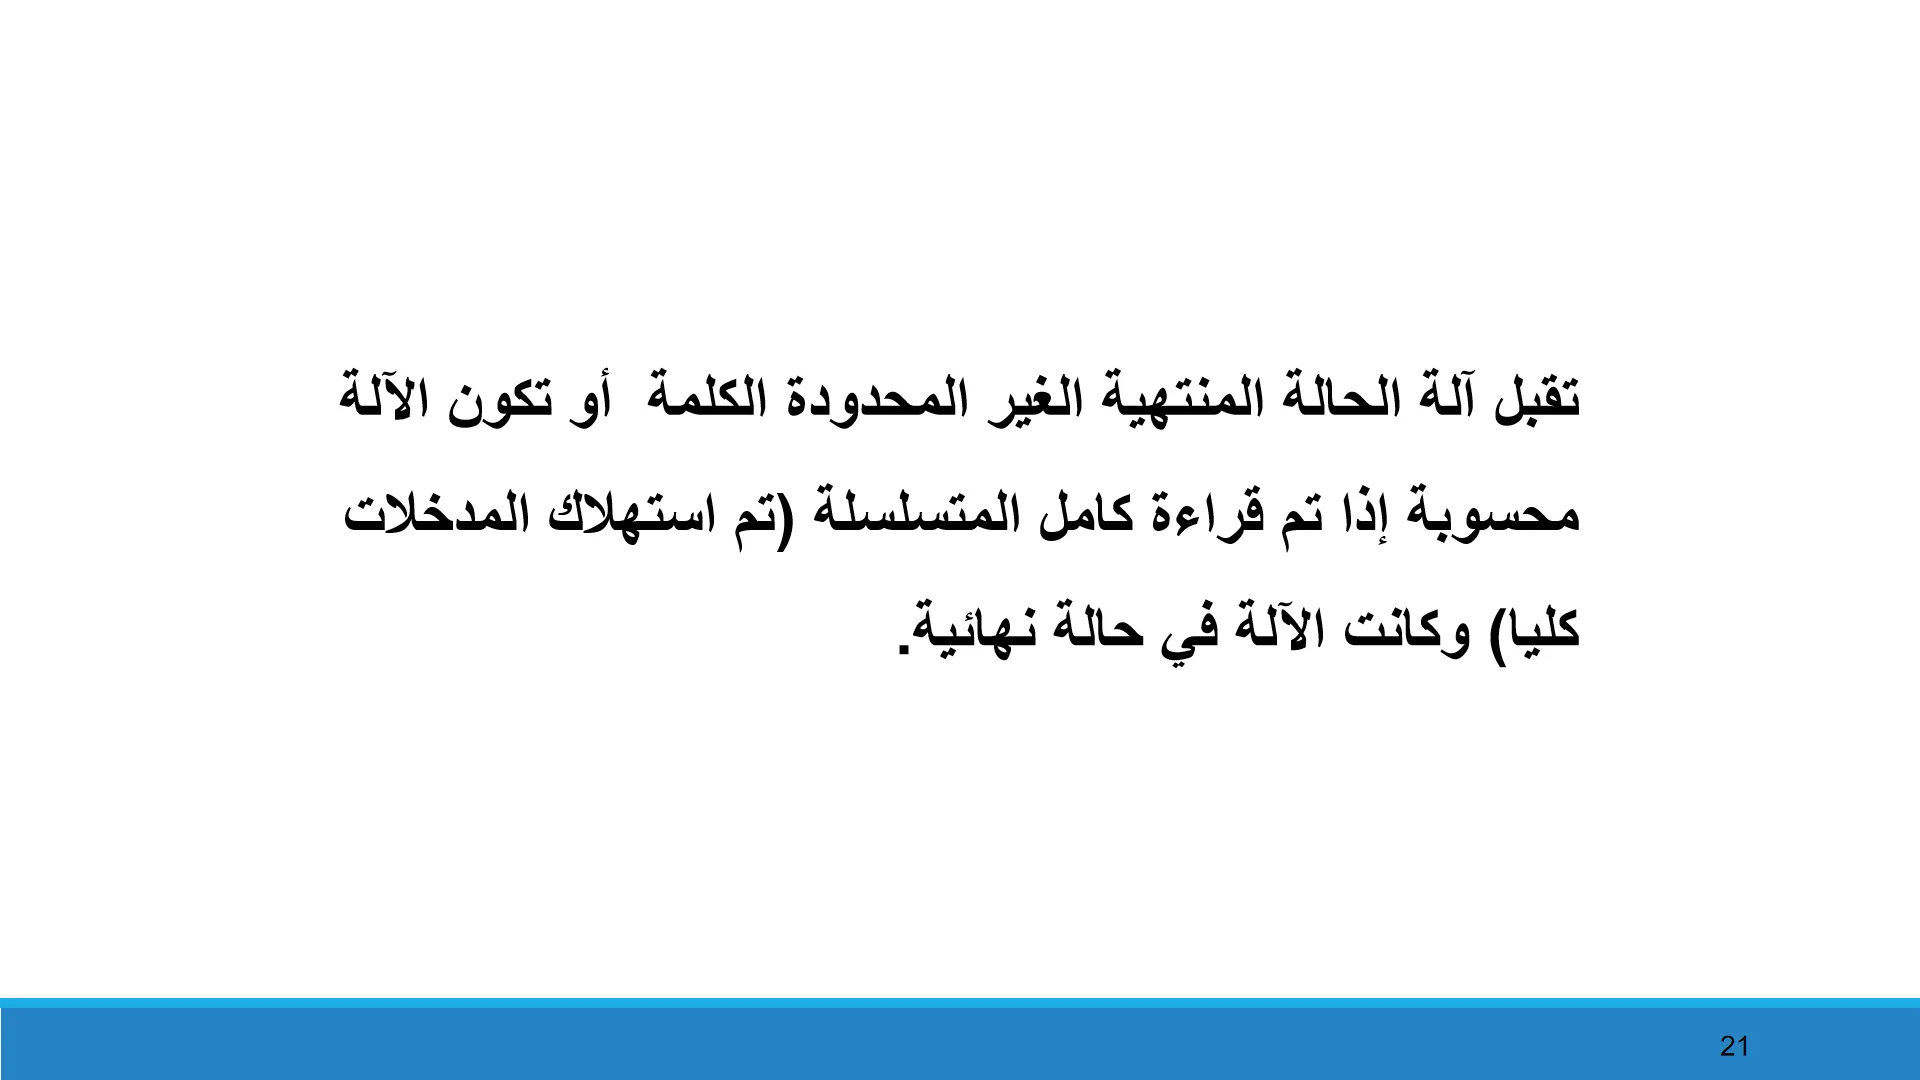 تقبل آلة الحالة المنتهية الغير المحدودة الكلمة  أو تكون الآلة
محسوبة إذا تم قراءة كامل المتسلسلة (تم استهلاك المدخلات
كليا) وكانت الآلة في حالة نهائية.
21